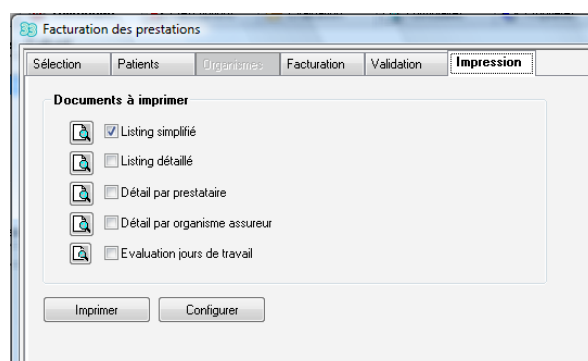 Facturation des prestations
Sélection Patients Organismes Facturation Validation Impression
Documents à imprimer
Listing simplifié
Listing détaillé
Détail par prestataire
Détail par organisme assureur
Evaluation jours de travail
Imprimer Configurer